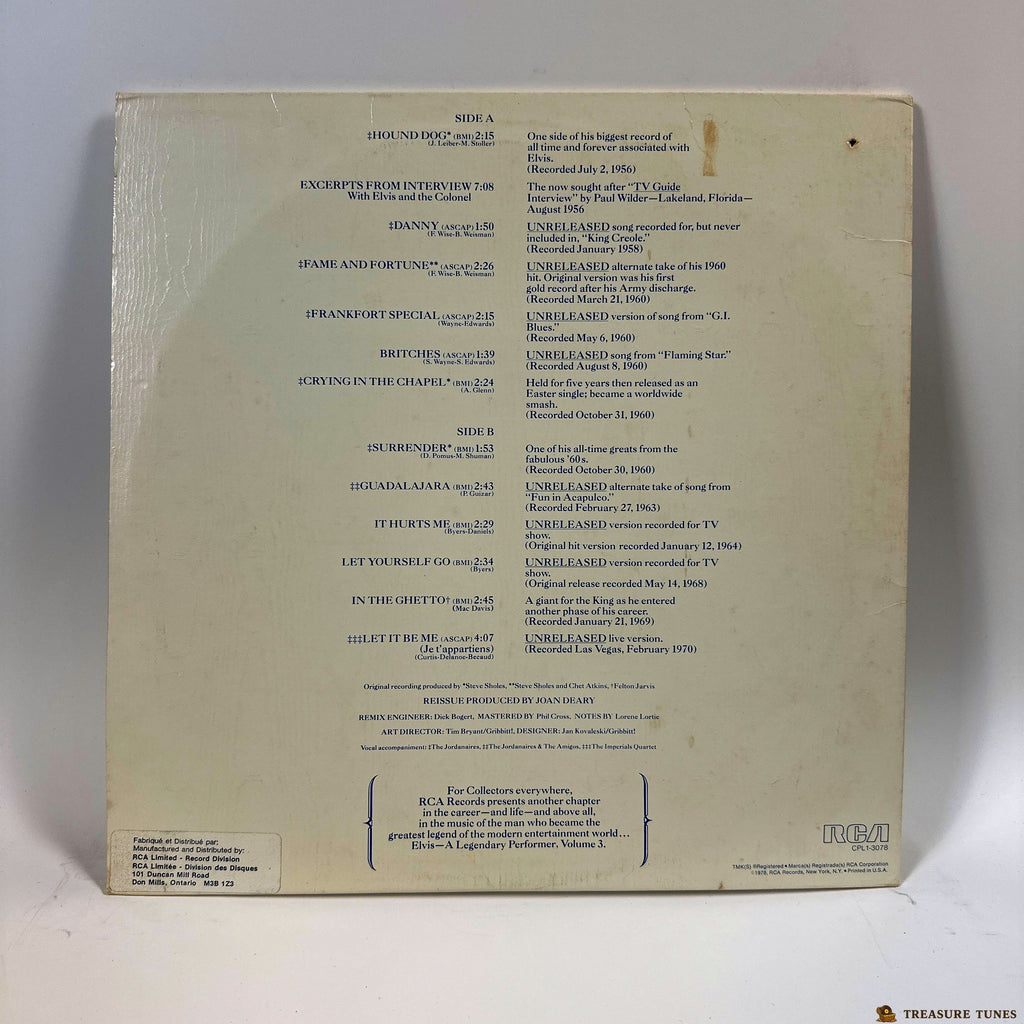 SIDE A
‡HOUND DOG* (BMI) 2:15
(J. Leiber-M. Stoller)
One side of his biggest record of
all time and forever associated with
Elvis.
(Recorded July 2, 1956)
EXCERPTS FROM INTERVIEW 7:08
With Elvis and the Colonel
The now sought after “TV Guide
Interview” by Paul Wilder—Lakeland, Florida—
August 1956
‡DANNY (ASCAP) 1:50
(F. Wise-B. Weisman)
UNRELEASED song recorded for, but never
included in, “King Creole.”
(Recorded January 1958)
‡FAME AND FORTUNE** (ASCAP) 2:26
(F. Wise-B. Weisman)
UNRELEASED alternate take of his 1960
hit. Original version was his first
gold record after his Army discharge.
(Recorded March 21, 1960)
‡FRANKFORT SPECIAL (ASCAP) 2:15
(Wayne-Edwards)
UNRELEASED version of song from “G.I.
Blues.”
(Recorded May 6, 1960)
BRITCHES (ASCAP) 1:39
(S. Wayne-S. Edwards)
UNRELEASED song from “Flaming Star.”
(Recorded August 8, 1960)
‡CRYING IN THE CHAPEL* (BMI) 2:24
(A. Glenn)
Held for five years then released as an
Easter single; became a worldwide
smash.
(Recorded October 31, 1960)
SIDE B
‡SURRENDER* (BMI) 1:53
(D. Pomus-M. Shuman)
One of his all-time greats from the
fabulous ’60s.
(Recorded October 30, 1960)
‡‡GUADALAJARA (BMI) 2:43
(P. Guizar)
UNRELEASED alternate take of song from
“Fun in Acapulco.”
(Recorded February 27, 1963)
IT HURTS ME (BMI) 2:29
(Byers-Daniels)
UNRELEASED version recorded for TV
show.
(Original hit version recorded January 12, 1964)
LET YOURSELF GO (BMI) 2:34
(Byers)
UNRELEASED version recorded for TV
show.
(Original release recorded May 14, 1968)
IN THE GHETTO† (BMI) 2:45
(Mac Davis)
A giant for the King as he entered
another phase of his career.
(Recorded January 21, 1969)
‡‡‡LET IT BE ME (ASCAP) 4:07
(Je t’appartiens)
(Curtis-Delanoe-Becaud)
UNRELEASED live version.
(Recorded Las Vegas, February 1970)
Original recording produced by *Steve Sholes, **Steve Sholes and Chet Atkins, †Felton Jarvis
REISSUE PRODUCED BY JOAN DEARY
REMIX ENGINEER: Dick Bogert, MASTERED BY Phil Cross, NOTES BY Lorene Lortie
ART DIRECTOR: Tim Bryant/Gribbitt!, DESIGNER: Jan Kovaleski/Gribbitt!
Vocal accompaniment: ‡The Jordanaires, ‡‡The Jordanaires & The Amigos, ‡‡‡The Imperials Quartet
For Collectors everywhere,
RCA Records presents another chapter
in the career—and life—and above all,
in the music of the man who became the
greatest legend of the modern entertainment world...
Elvis—A Legendary Performer, Volume 3.
Fabriqué et Distribué par:
Manufactured and Distributed by:
RCA Limited - Record Division
RCA Limitée - Division des Disques
101 Duncan Mill Road
Don Mills, Ontario M3B 1Z3
RCA
CPL1-3078
TMK(S) ®Registered • Marca(s) Registrada(s) RCA Corporation
©1978, RCA Records, New York, N.Y. • Printed in U.S.A.
TREASURE TUNES